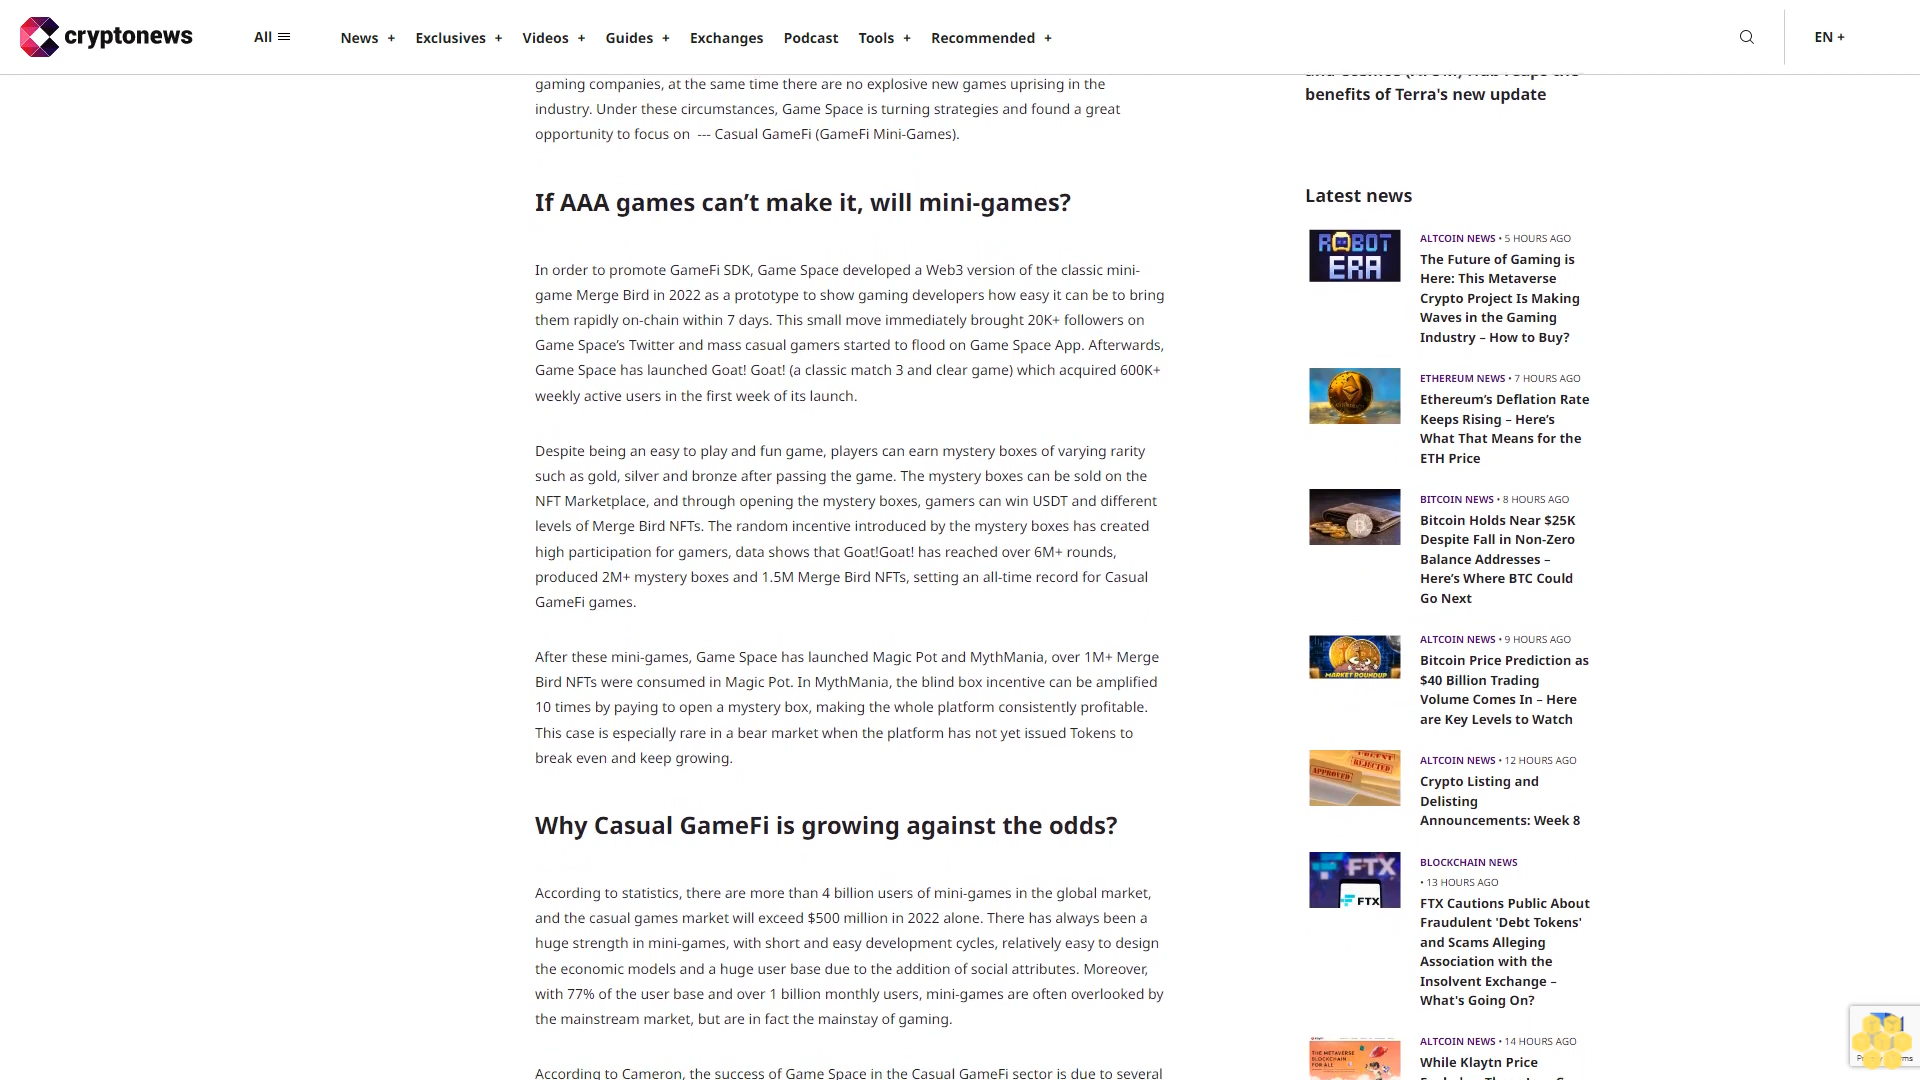 cryptonews
All
News +
Exclusives +
Videos +
Guides +
Exchanges
Podcast
Tools +
Recommended +
EN +
gaming companies, at the same time there are no explosive new games uprising in the
industry. Under these circumstances, Game Space is turning strategies and found a great
opportunity to focus on --- Casual GameFi (GameFi Mini-Games).
If AAA games can’t make it, will mini-games?
In order to promote GameFi SDK, Game Space developed a Web3 version of the classic mini-
game Merge Bird in 2022 as a prototype to show gaming developers how easy it can be to bring
them rapidly on-chain within 7 days. This small move immediately brought 20K+ followers on
Game Space’s Twitter and mass casual gamers started to flood on Game Space App. Afterwards,
Game Space has launched Goat! Goat! (a classic match 3 and clear game) which acquired 600K+
weekly active users in the first week of its launch.
Despite being an easy to play and fun game, players can earn mystery boxes of varying rarity
such as gold, silver and bronze after passing the game. The mystery boxes can be sold on the
NFT Marketplace, and through opening the mystery boxes, gamers can win USDT and different
levels of Merge Bird NFTs. The random incentive introduced by the mystery boxes has created
high participation for gamers, data shows that Goat!Goat! has reached over 6M+ rounds,
produced 2M+ mystery boxes and 1.5M Merge Bird NFTs, setting an all-time record for Casual
GameFi games.
After these mini-games, Game Space has launched Magic Pot and MythMania, over 1M+ Merge
Bird NFTs were consumed in Magic Pot. In MythMania, the blind box incentive can be amplified
10 times by paying to open a mystery box, making the whole platform consistently profitable.
This case is especially rare in a bear market when the platform has not yet issued Tokens to
break even and keep growing.
Why Casual GameFi is growing against the odds?
According to statistics, there are more than 4 billion users of mini-games in the global market,
and the casual games market will exceed $500 million in 2022 alone. There has always been a
huge strength in mini-games, with short and easy development cycles, relatively easy to design
the economic models and a huge user base due to the addition of social attributes. Moreover,
with 77% of the user base and over 1 billion monthly users, mini-games are often overlooked by
the mainstream market, but are in fact the mainstay of gaming.
According to Cameron, the success of Game Space in the Casual GameFi sector is due to several
benefits of Terra's new update
Latest news
ROBOT
ERA
ALTCOIN NEWS • 5 HOURS AGO
The Future of Gaming is
Here: This Metaverse
Crypto Project Is Making
Waves in the Gaming
Industry – How to Buy?
ETHEREUM NEWS • 7 HOURS AGO
Ethereum’s Deflation Rate
Keeps Rising – Here’s
What That Means for the
ETH Price
BITCOIN NEWS • 8 HOURS AGO
Bitcoin Holds Near $25K
Despite Fall in Non-Zero
Balance Addresses –
Here’s Where BTC Could
Go Next
MARKET ROUNDUP
ALTCOIN NEWS • 9 HOURS AGO
Bitcoin Price Prediction as
$40 Billion Trading
Volume Comes In – Here
are Key Levels to Watch
URGENT
REJECTED
APPROVED
ALTCOIN NEWS • 12 HOURS AGO
Crypto Listing and
Delisting
Announcements: Week 8
FTX
FTX
BLOCKCHAIN NEWS
• 13 HOURS AGO
FTX Cautions Public About
Fraudulent 'Debt Tokens'
and Scams Alleging
Association with the
Insolvent Exchange –
What's Going On?
THE METAVERSE
BLOCKCHAIN
FOR ALL
ALTCOIN NEWS • 14 HOURS AGO
While Klaytn Price